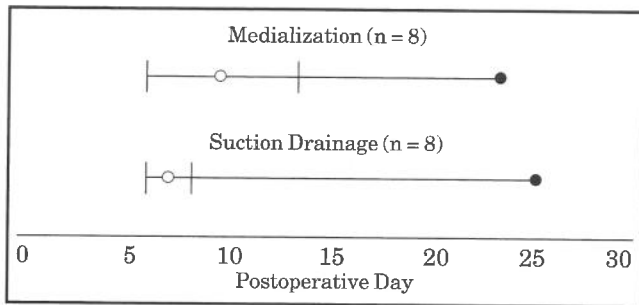 Medialization (n = 8)
Suction Drainage (n = 8)
0 5 10 15 20 25 30
Postoperative Day